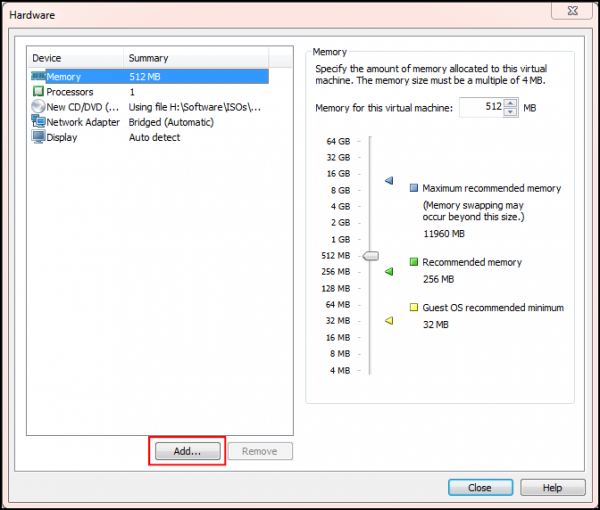 Hardware
Device Summary
Memory 512 MB
Processors 1
New CD/DVD (... Using file H:\Software\ISOs\...
Network Adapter Bridged (Automatic)
Display Auto detect
Add...
Remove
Memory
Specify the amount of memory allocated to this virtual
machine. The memory size must be a multiple of 4 MB.
Memory for this virtual machine: 512 MB
64 GB
32 GB
16 GB
8 GB
4 GB
2 GB
1 GB
512 MB
256 MB
128 MB
64 MB
32 MB
16 MB
8 MB
4 MB
Maximum recommended memory
(Memory swapping may
occur beyond this size.)
11960 MB
Recommended memory
256 MB
Guest OS recommended minimum
32 MB
Close
Help